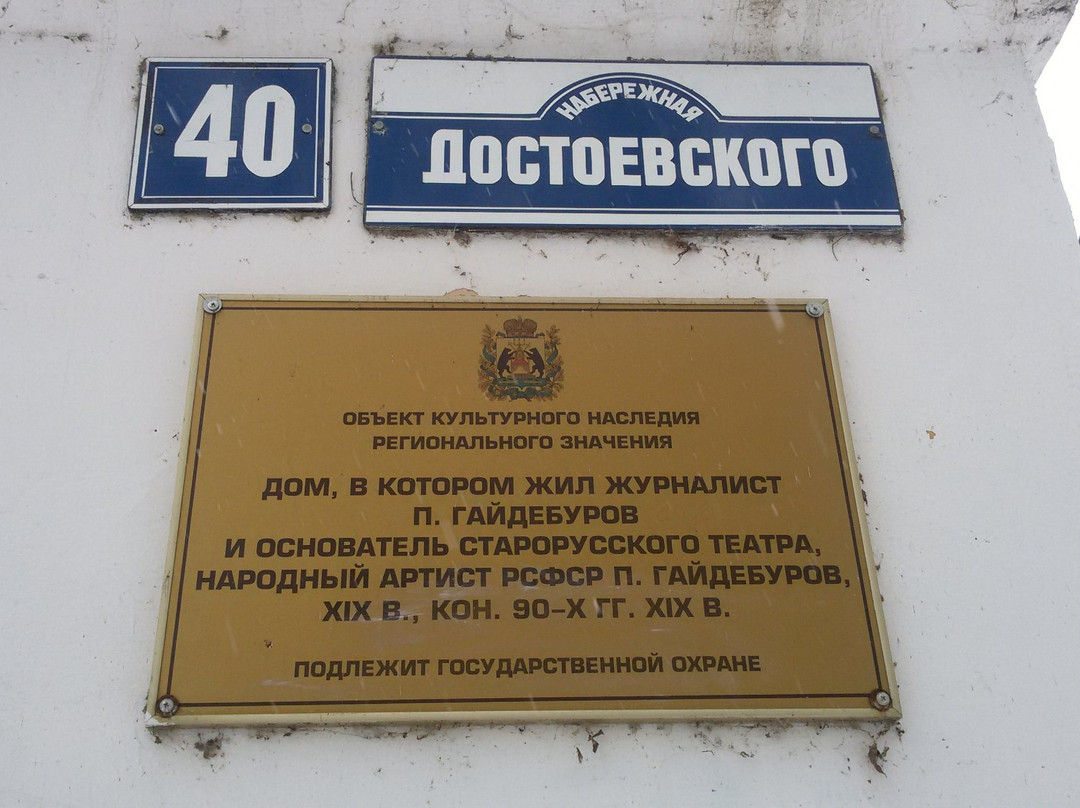 40
НАБЕРЕЖНАЯ
ДОСТОЕВСКОГО
ОБЪЕКТ КУЛЬТУРНОГО НАСЛЕДИЯ
РЕГИОНАЛЬНОГО ЗНАЧЕНИЯ
ДОМ, В КОТОРОМ ЖИЛ ЖУРНАЛИСТ
П. ГАЙДЕБУРОВ
И ОСНОВАТЕЛЬ СТАРОРУССКОГО ТЕАТРА,
НАРОДНЫЙ АРТИСТ РСФСР П. ГАЙДЕБУРОВ,
XIX В., КОН. 90-Х ГГ. XIX В.
ПОДЛЕЖИТ ГОСУДАРСТВЕННОЙ ОХРАНЕ